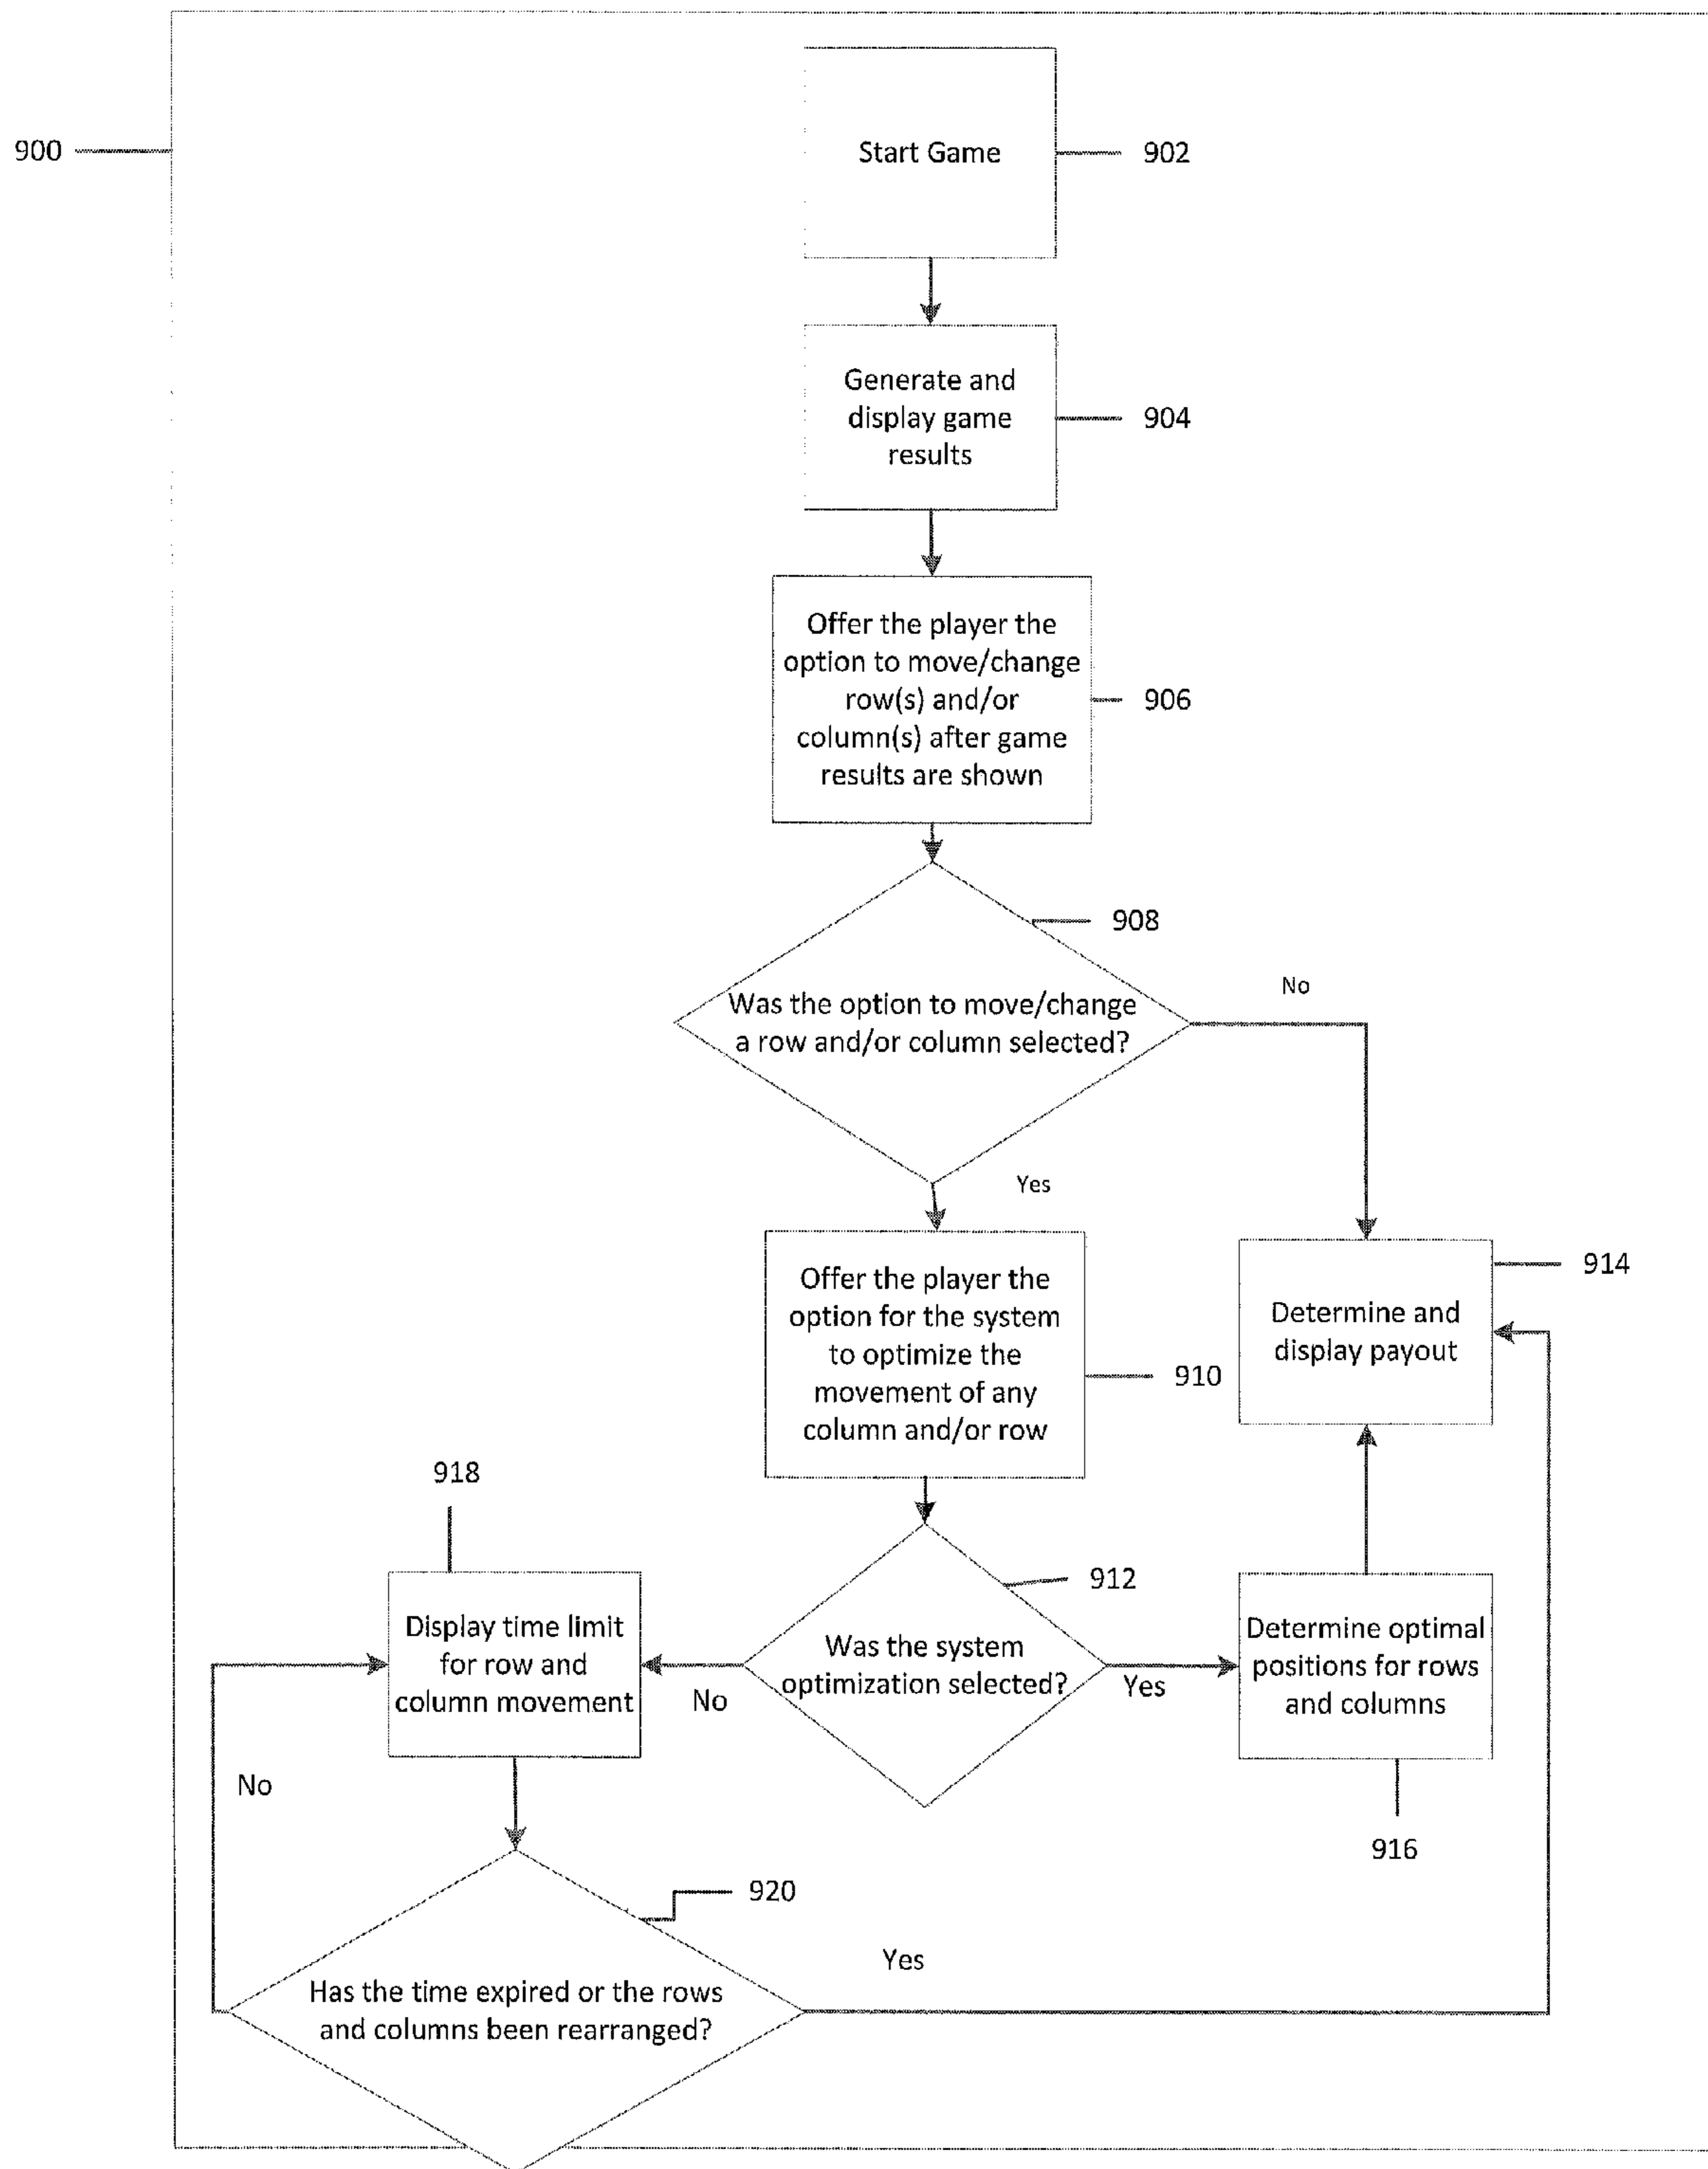 900
Start Game
902
Generate and
display game
results
904
Offer the player the
option to move/change
row(s) and/or
column(s) after game
results are shown
906
908
Was the option to move/change
a row and/or column selected?
No
Yes
Offer the player the
option for the system
to optimize the
movement of any
column and/or row
910
914
Determine and
display payout
918
Display time limit
for row and
column movement
912
Was the system
optimization selected?
No
Yes
Determine optimal
positions for rows
and columns
916
No
920
Has the time expired or the rows
and columns been rearranged?
Yes